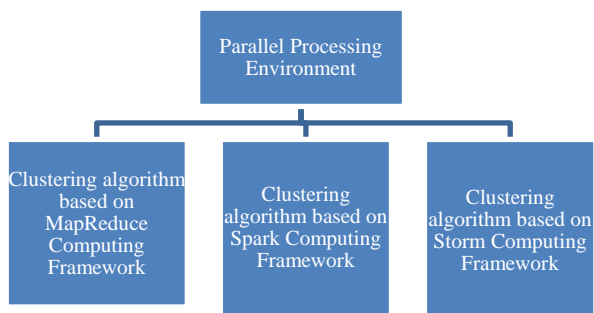 Parallel Processing
Environment
Clustering algorithm
based on
MapReduce
Computing
Framework
Clustering
algorithm based on
Spark Computing
Framework
Clustering
algorithm based on
Storm Computing
Framework